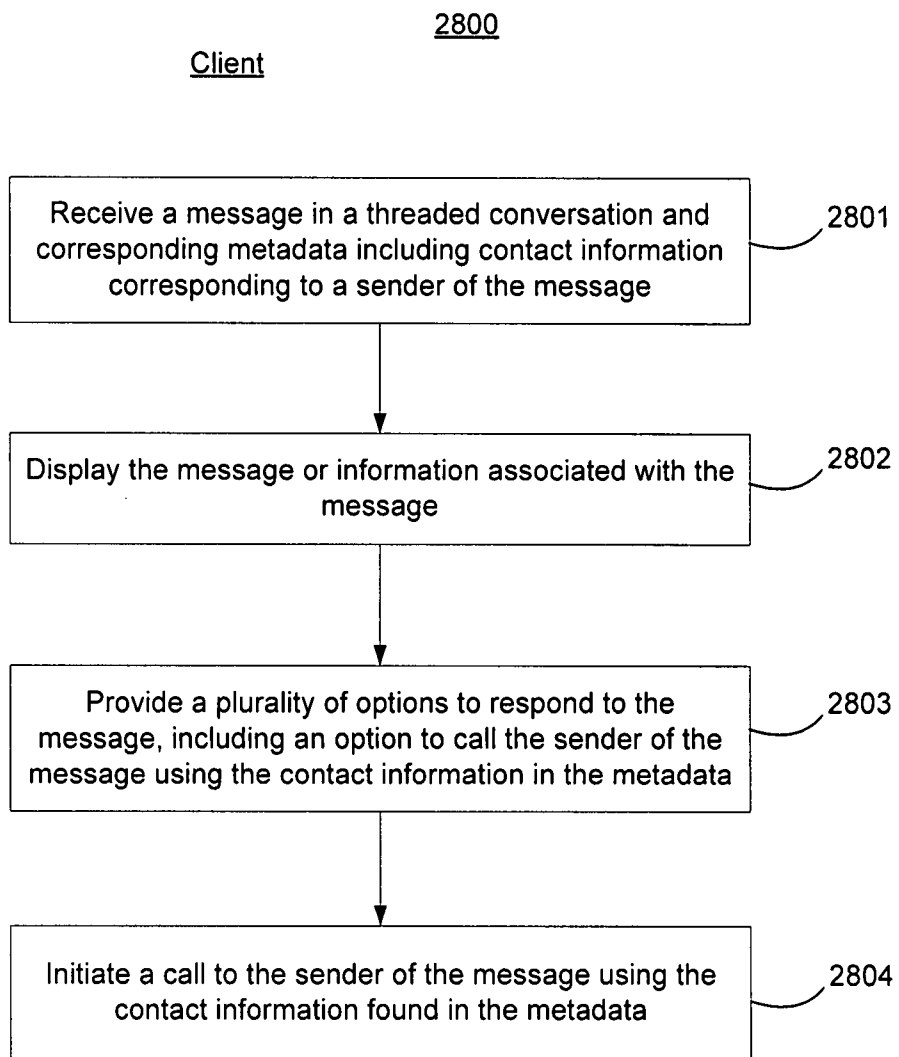 2800
Client
Receive a message in a threaded conversation and
corresponding metadata including contact information
corresponding to a sender of the message
2801
Display the message or information associated with the
message
2802
Provide a plurality of options to respond to the
message, including an option to call the sender of the
message using the contact information in the metadata
2803
Initiate a call to the sender of the message using the
contact information found in the metadata
2804